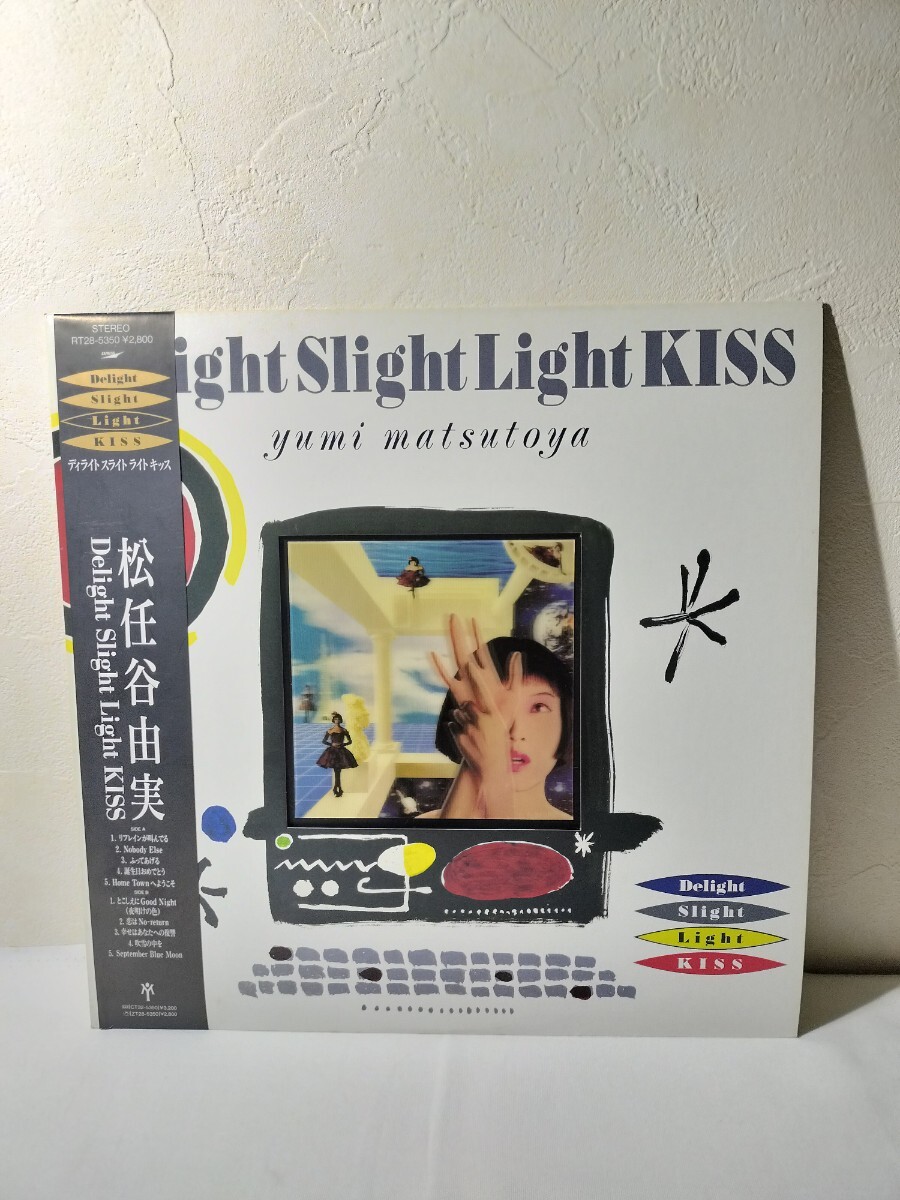 STEREO
RT28-5350 ¥2,800
Delight
Slight
Light
KISS
ディライト スライト ライト キッス
松任谷由実
Delight Slight Light KISS
SIDE A
1. リフレインが叫んでる
2. Nobody Else
3. ふってあげる
4. 誕生日おめでとう
5. Home Townへようこそ
SIDE B
1. とこしえにGood Night
(夜明けの色)
2. 恋はNo-return
3. 幸せはあなたへの復讐
4. 吹雪の中を
5. September Blue Moon
ight Slight Light KISS
yumi matsutoya
Delight
Slight
Light
KISS